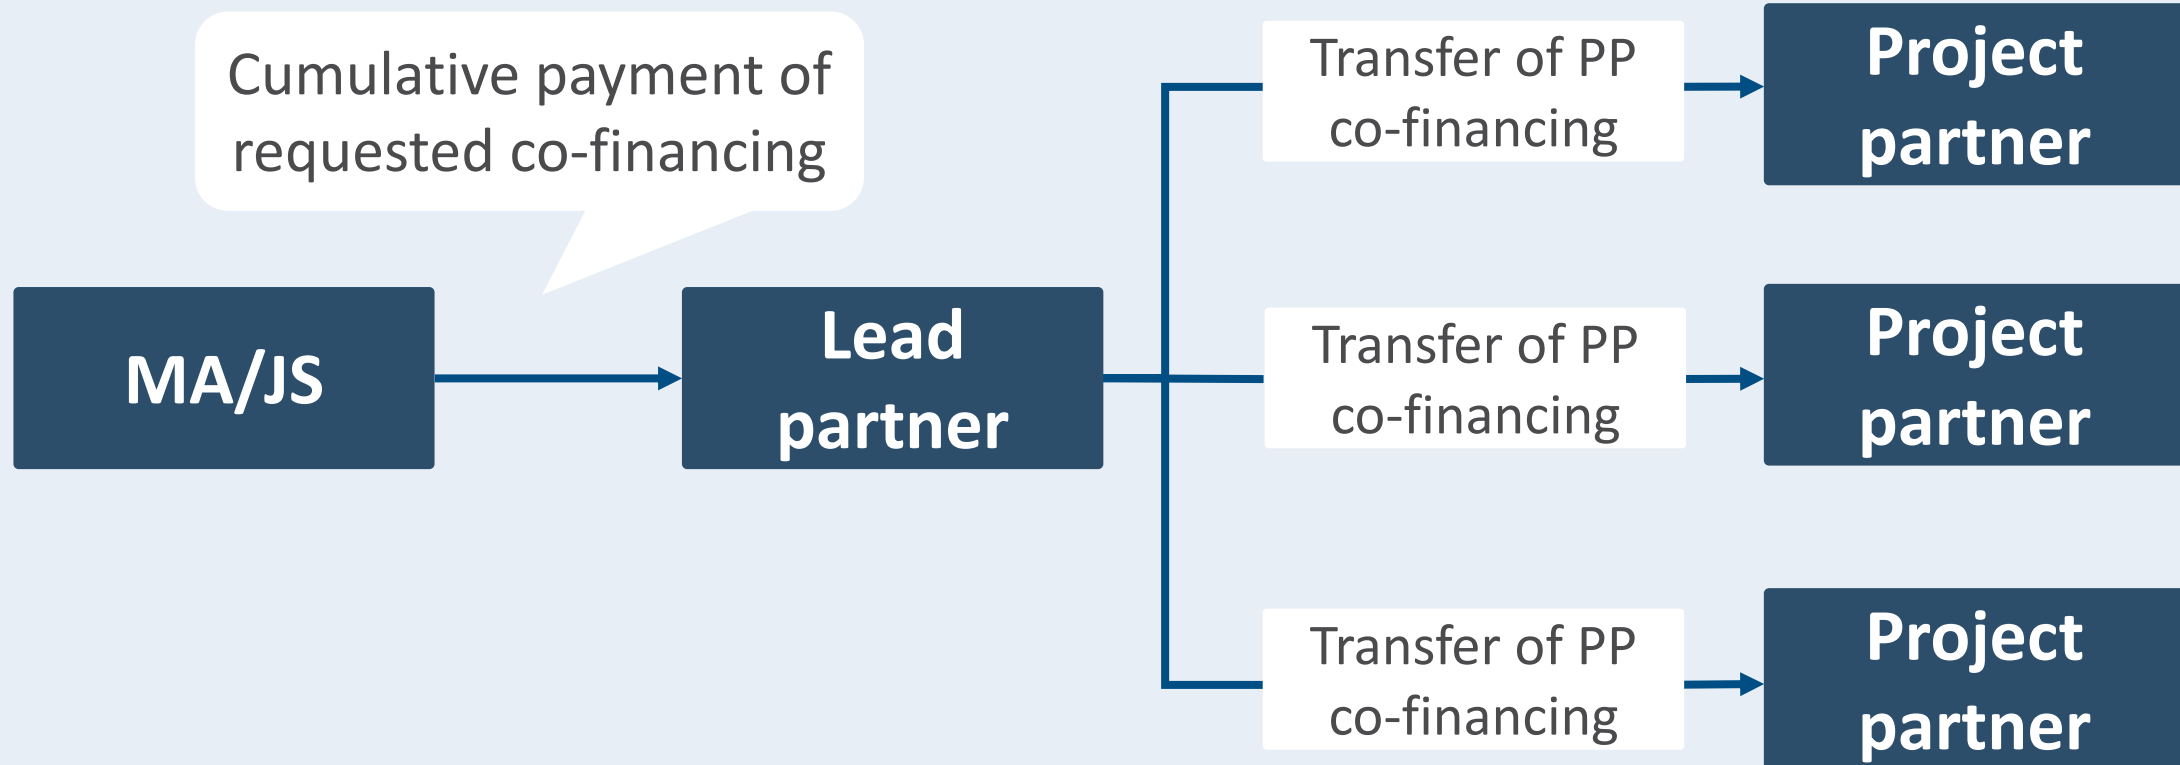 Cumulative payment of
requested co-financing
MA/JS
Lead
partner
Transfer of PP
co-financing
Project
partner
Transfer of PP
co-financing
Project
partner
Transfer of PP
co-financing
Project
partner